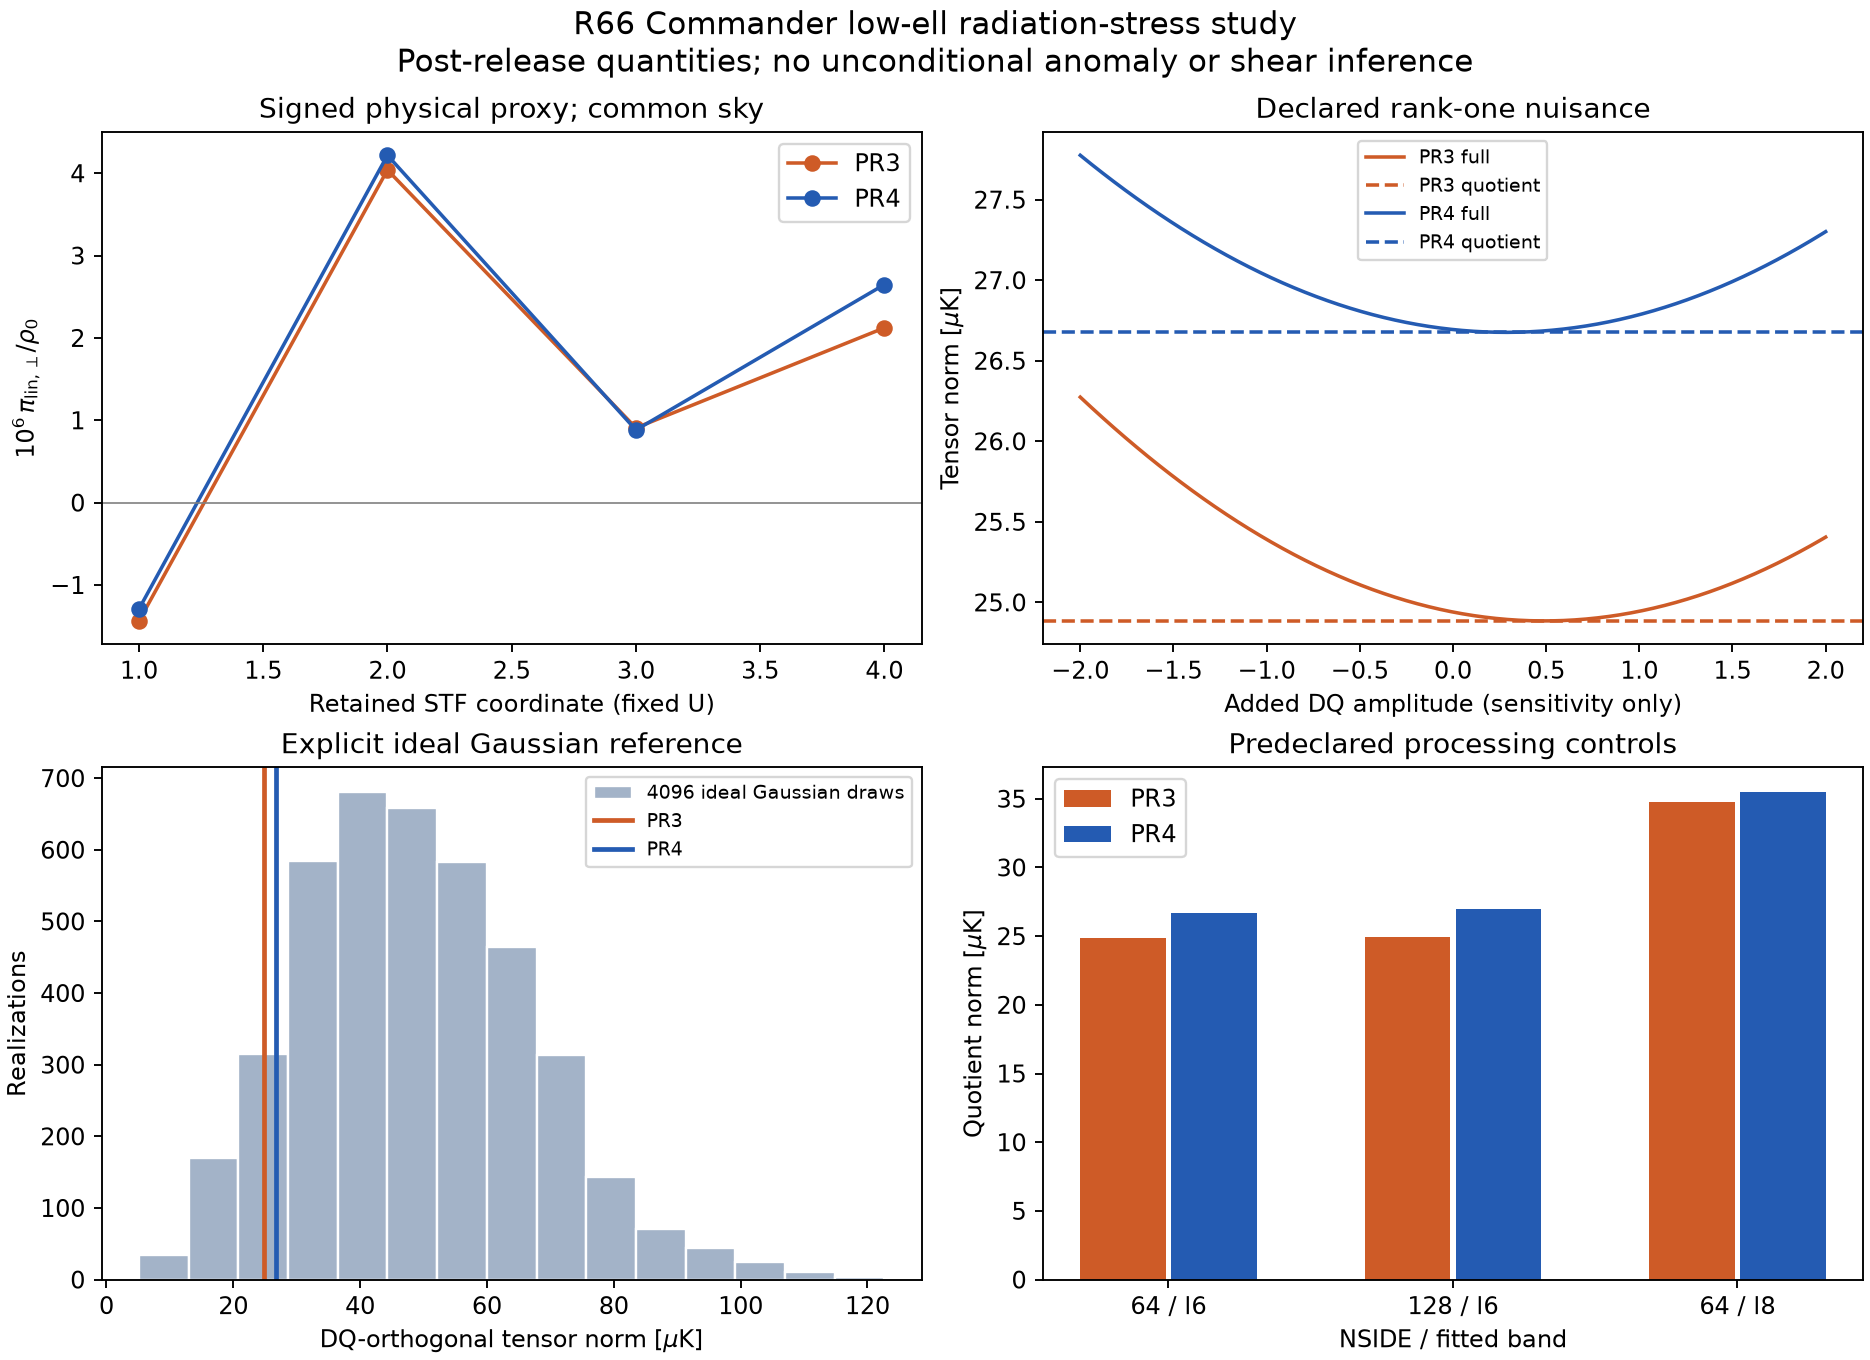 R66 Commander low-ell radiation-stress study
Post-release quantities; no unconditional anomaly or shear inference
Signed physical proxy; common sky
PR3
PR4
4
3
2
1
0
−1
10⁶ π_lin, ⊥/ρ₀
1.0 1.5 2.0 2.5 3.0 3.5 4.0
Retained STF coordinate (fixed U)
Declared rank-one nuisance
PR3 full
PR3 quotient
PR4 full
PR4 quotient
27.5
27.0
26.5
26.0
25.5
25.0
Tensor norm [μK]
−2.0 −1.5 −1.0 −0.5 0.0 0.5 1.0 1.5 2.0
Added DQ amplitude (sensitivity only)
Explicit ideal Gaussian reference
4096 ideal Gaussian draws
PR3
PR4
700
600
500
400
300
200
100
0
Realizations
0 20 40 60 80 100 120
DQ-orthogonal tensor norm [μK]
Predeclared processing controls
PR3
PR4
35
30
25
20
15
10
5
0
Quotient norm [μK]
64 / l6 128 / l6 64 / l8
NSIDE / fitted band